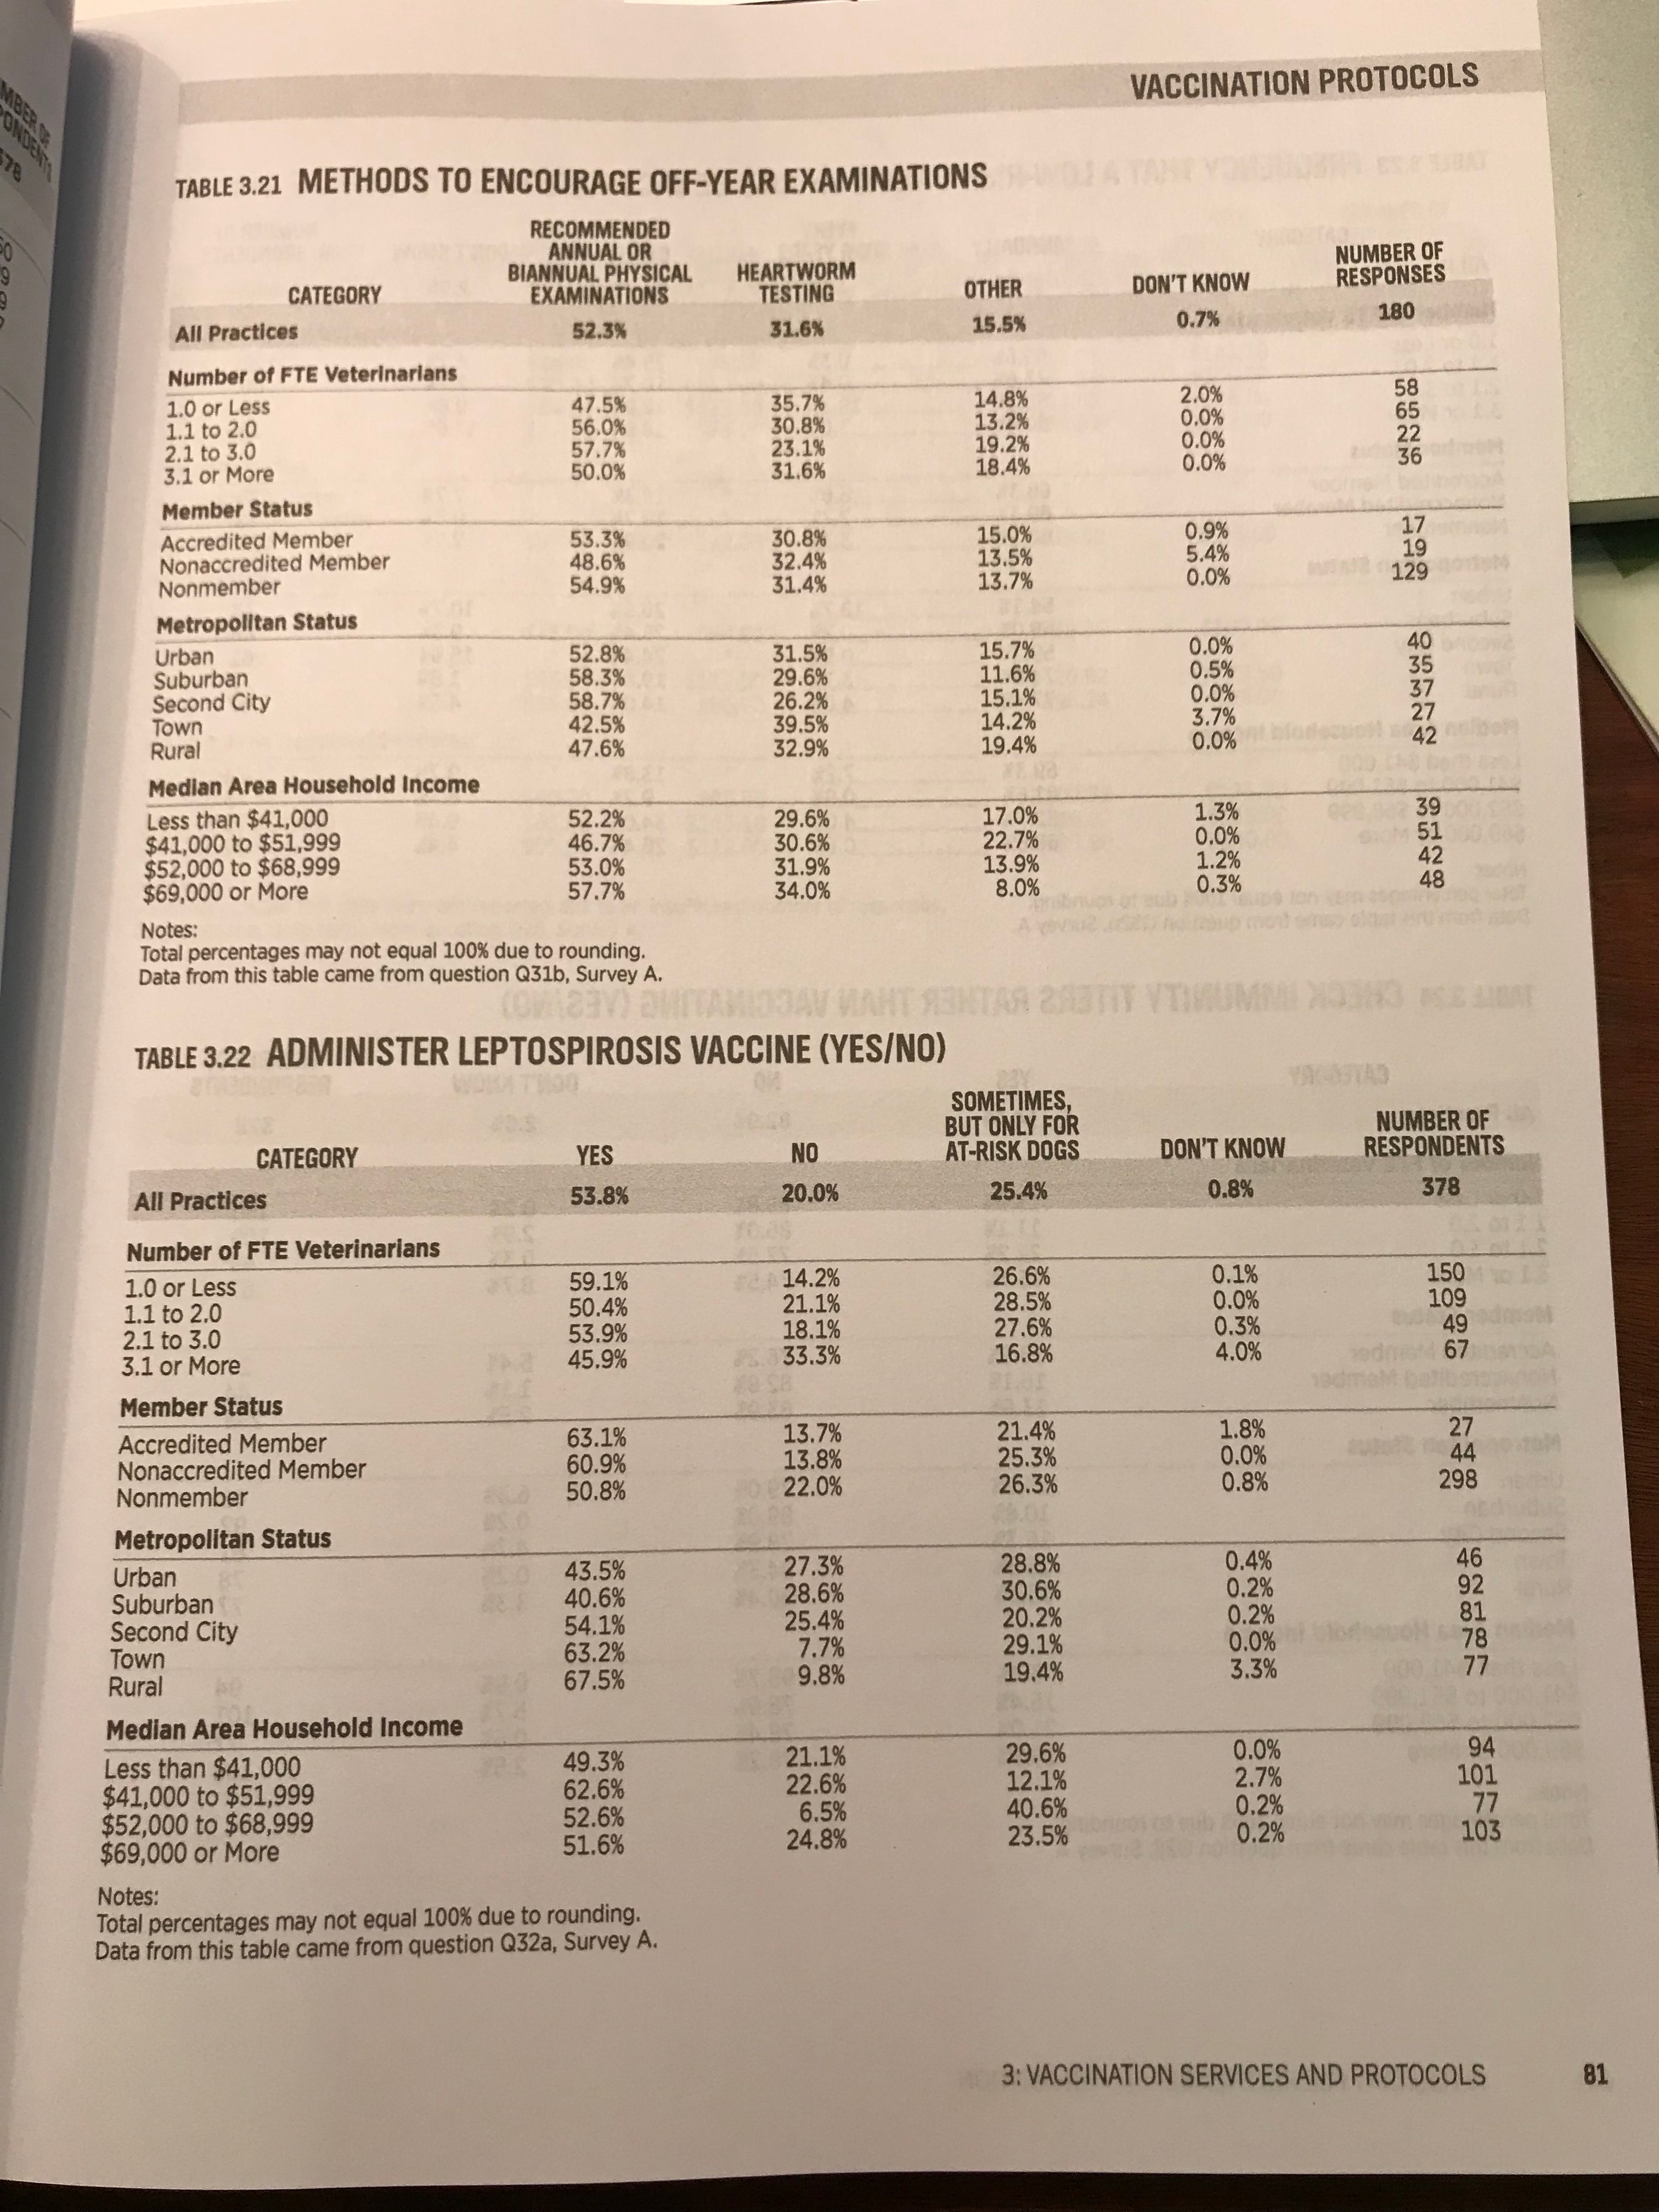 VACCINATION PROTOCOLS
TABLE 3.21 METHODS TO ENCOURAGE OFF-YEAR EXAMINATIONS
CATEGORY RECOMMENDED ANNUAL OR BIANNUAL PHYSICAL EXAMINATIONS HEARTWORM TESTING OTHER DON'T KNOW NUMBER OF RESPONSES
All Practices 52.3% 31.6% 15.5% 0.7% 180
Number of FTE Veterinarians
1.0 or Less 47.5% 35.7% 14.8% 2.0% 58
1.1 to 2.0 56.0% 30.8% 13.2% 0.0% 65
2.1 to 3.0 57.7% 23.1% 19.2% 0.0% 22
3.1 or More 50.0% 31.6% 18.4% 0.0% 36
Member Status
Accredited Member 53.3% 30.8% 15.0% 0.9% 17
Nonaccredited Member 48.6% 32.4% 13.5% 5.4% 19
Nonmember 54.9% 31.4% 13.7% 0.0% 129
Metropolitan Status
Urban 52.8% 31.5% 15.7% 0.0% 40
Suburban 58.3% 29.6% 11.6% 0.5% 35
Second City 58.7% 26.2% 15.1% 0.0% 37
Town 42.5% 39.5% 14.2% 3.7% 27
Rural 47.6% 32.9% 19.4% 0.0% 42
Median Area Household Income
Less than $41,000 52.2% 29.6% 17.0% 1.3% 39
$41,000 to $51,999 46.7% 30.6% 22.7% 0.0% 51
$52,000 to $68,999 53.0% 31.9% 13.9% 1.2% 42
$69,000 or More 57.7% 34.0% 8.0% 0.3% 48
Notes:
Total percentages may not equal 100% due to rounding.
Data from this table came from question Q31b, Survey A.
TABLE 3.22 ADMINISTER LEPTOSPIROSIS VACCINE (YES/NO)
CATEGORY YES NO SOMETIMES, BUT ONLY FOR AT-RISK DOGS DON'T KNOW NUMBER OF RESPONDENTS
All Practices 53.8% 20.0% 25.4% 0.8% 378
Number of FTE Veterinarians
1.0 or Less 59.1% 14.2% 26.6% 0.1% 150
1.1 to 2.0 50.4% 21.1% 28.5% 0.0% 109
2.1 to 3.0 53.9% 18.1% 27.6% 0.3% 49
3.1 or More 45.9% 33.3% 16.8% 4.0% 67
Member Status
Accredited Member 63.1% 13.7% 21.4% 1.8% 27
Nonaccredited Member 60.9% 13.8% 25.3% 0.0% 44
Nonmember 50.8% 22.0% 26.3% 0.8% 298
Metropolitan Status
Urban 43.5% 27.3% 28.8% 0.4% 46
Suburban 40.6% 28.6% 30.6% 0.2% 92
Second City 54.1% 25.4% 20.2% 0.2% 81
Town 63.2% 7.7% 29.1% 0.0% 78
Rural 67.5% 9.8% 19.4% 3.3% 77
Median Area Household Income
Less than $41,000 49.3% 21.1% 29.6% 0.0% 94
$41,000 to $51,999 62.6% 22.6% 12.1% 2.7% 101
$52,000 to $68,999 52.6% 6.5% 40.6% 0.2% 77
$69,000 or More 51.6% 24.8% 23.5% 0.2% 103
Notes:
Total percentages may not equal 100% due to rounding.
Data from this table came from question Q32a, Survey A.
3: VACCINATION SERVICES AND PROTOCOLS 81